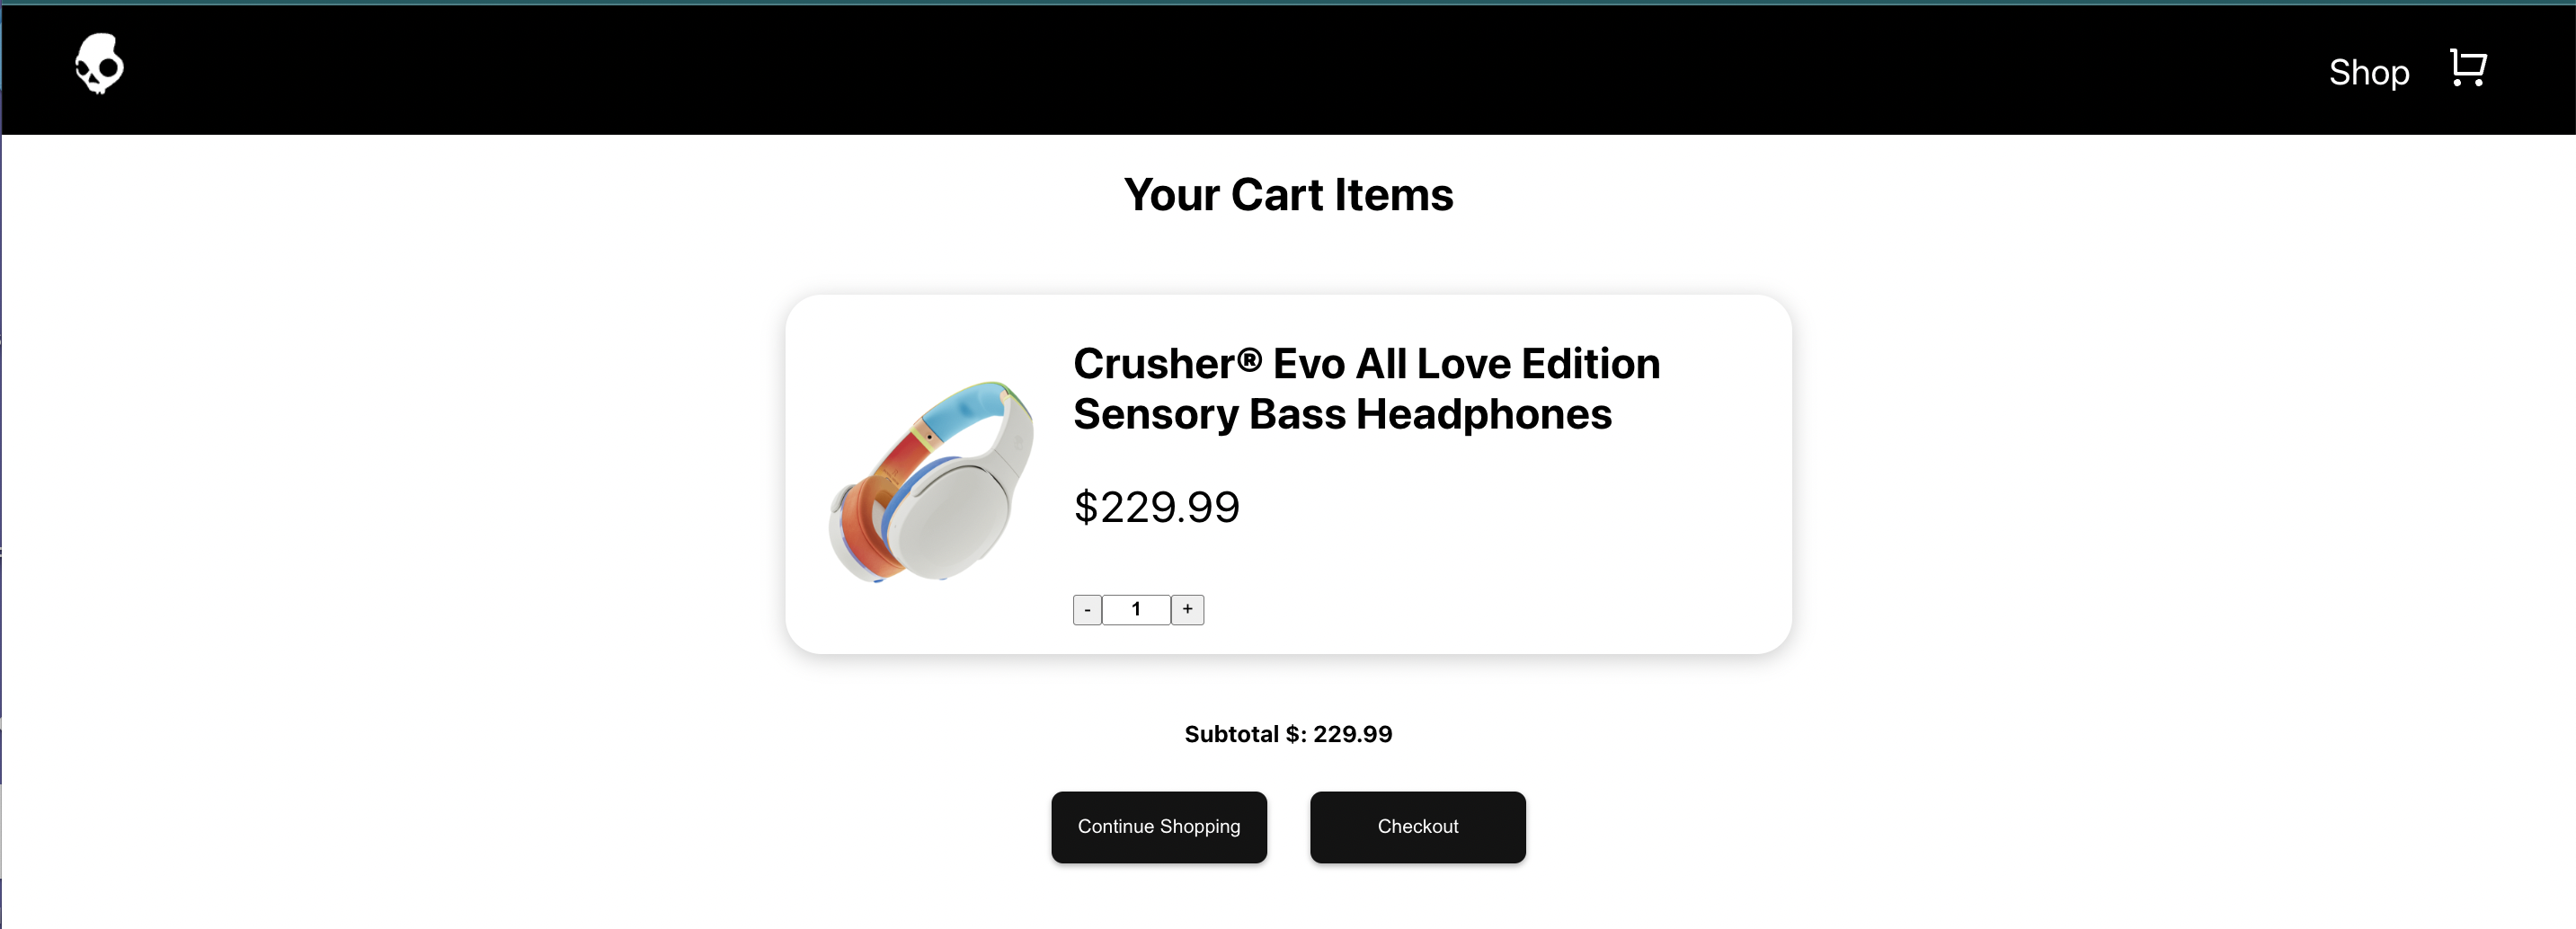 Shop
Your Cart Items
Crusher® Evo All Love Edition
Sensory Bass Headphones
$229.99
- 1 +
Subtotal $: 229.99
Continue Shopping
Checkout